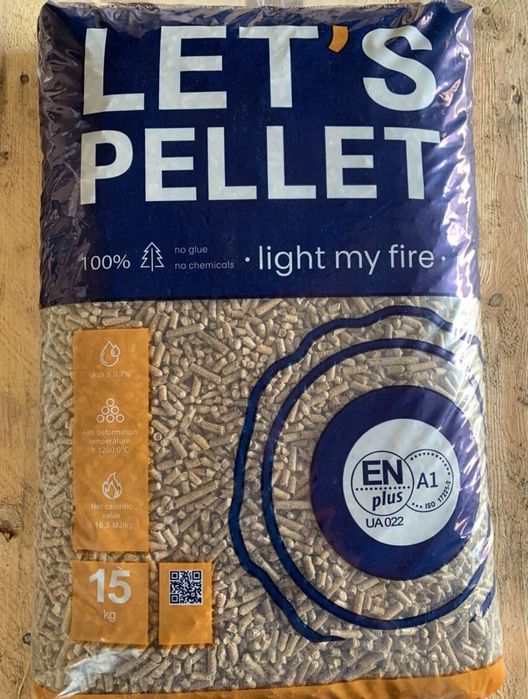 LET'S
PELLET
100%
no glue
no chemicals
· light my fire ·
Ash ≤ 0,7%
Ash deformation
temperature
≥ 1200 0°C
Net calorific
value
≥ 16,5 MJ/kg
15
kg
EN
plus
A1
ISO 17225-2
UA 022